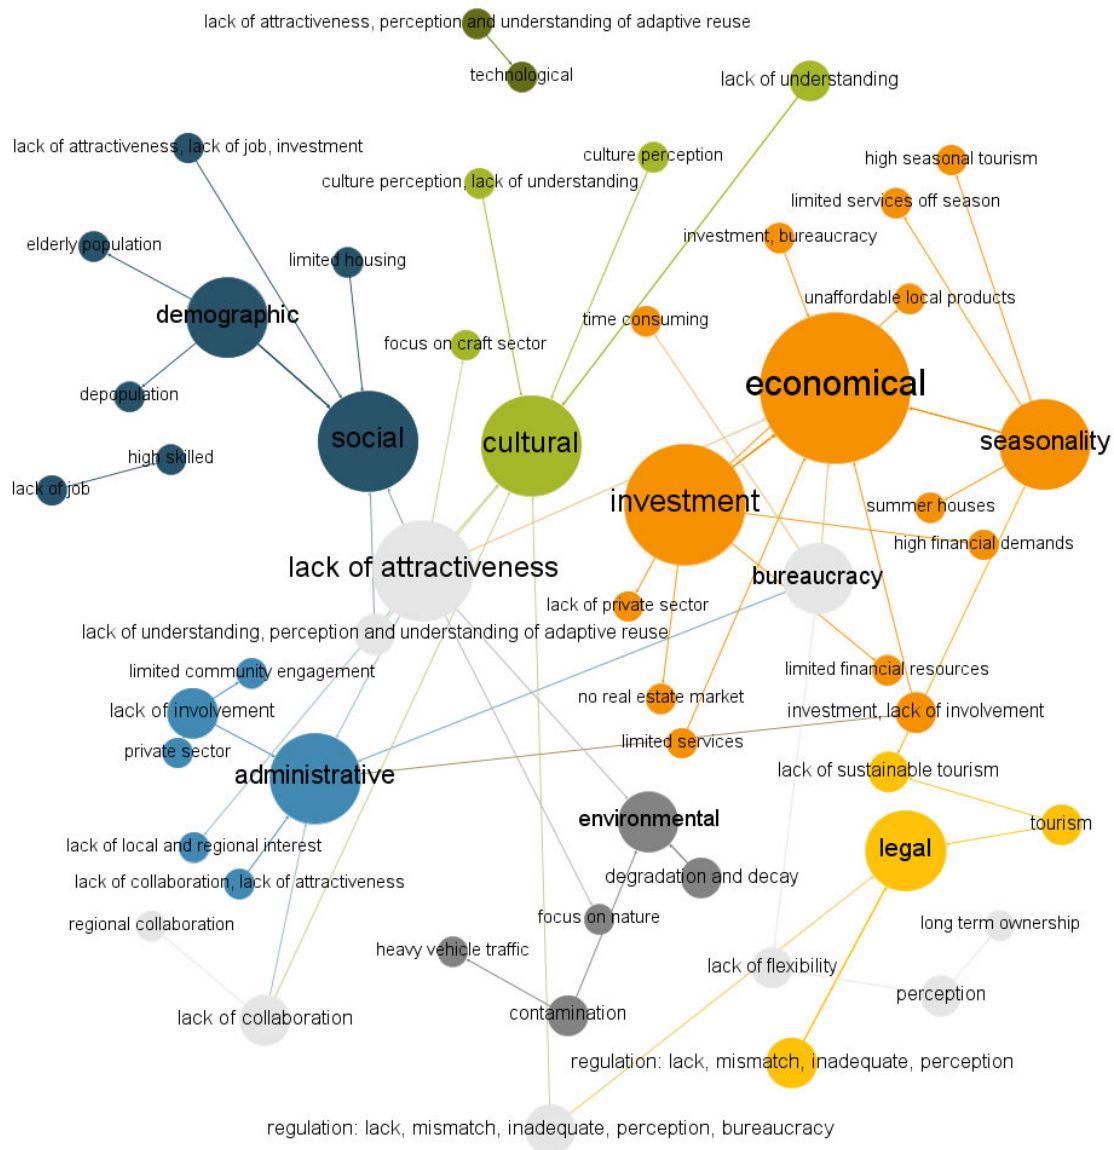 lack of attractiveness, perception and understanding of adaptive reuse
technological
lack of understanding
lack of attractiveness, lack of job, investment
culture perception
high seasonal tourism
culture perception, lack of understanding
limited services off season
elderly population
limited housing
investment, bureaucracy
demographic
unaffordable local products
time consuming
focus on craft sector
depopulation
economical
social
cultural
seasonality
high skilled
lack of job
investment
summer houses
high financial demands
lack of attractiveness
bureaucracy
lack of private sector
lack of understanding, perception and understanding of adaptive reuse
limited community engagement
limited financial resources
no real estate market
lack of involvement
investment, lack of involvement
private sector
limited services
administrative
lack of sustainable tourism
environmental
tourism
lack of local and regional interest
legal
degradation and decay
lack of collaboration, lack of attractiveness
regional collaboration
focus on nature
long term ownership
heavy vehicle traffic
lack of flexibility
perception
contamination
lack of collaboration
regulation: lack, mismatch, inadequate, perception
regulation: lack, mismatch, inadequate, perception, bureaucracy